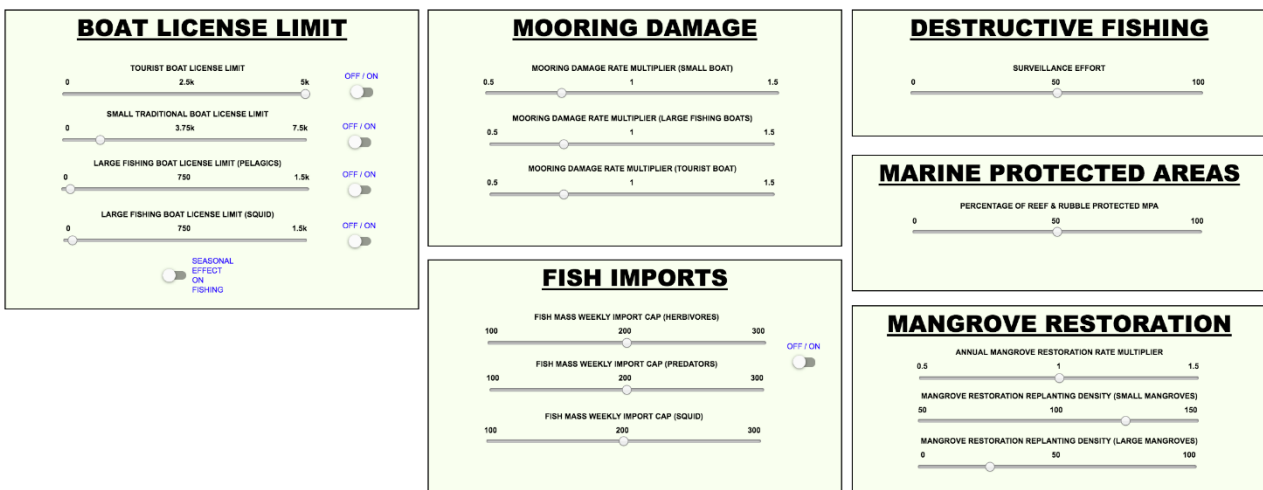 BOAT LICENSE LIMIT
TOURIST BOAT LICENSE LIMIT
0 2.5k 5k
OFF / ON
SMALL TRADITIONAL BOAT LICENSE LIMIT
0 3.75k 7.5k
OFF / ON
LARGE FISHING BOAT LICENSE LIMIT (PELAGICS)
0 750 1.5k
OFF / ON
LARGE FISHING BOAT LICENSE LIMIT (SQUID)
0 750 1.5k
OFF / ON
SEASONAL
EFFECT
ON
FISHING
MOORING DAMAGE
MOORING DAMAGE RATE MULTIPLIER (SMALL BOAT)
0.5 1 1.5
MOORING DAMAGE RATE MULTIPLIER (LARGE FISHING BOATS)
0.5 1 1.5
MOORING DAMAGE RATE MULTIPLIER (TOURIST BOAT)
0.5 1 1.5
FISH IMPORTS
FISH MASS WEEKLY IMPORT CAP (HERBIVORES)
100 200 300
OFF / ON
FISH MASS WEEKLY IMPORT CAP (PREDATORS)
100 200 300
FISH MASS WEEKLY IMPORT CAP (SQUID)
100 200 300
DESTRUCTIVE FISHING
SURVEILLANCE EFFORT
0 50 100
MARINE PROTECTED AREAS
PERCENTAGE OF REEF & RUBBLE PROTECTED MPA
0 50 100
MANGROVE RESTORATION
ANNUAL MANGROVE RESTORATION RATE MULTIPLIER
0.5 1 1.5
MANGROVE RESTORATION REPLANTING DENSITY (SMALL MANGROVES)
50 100 150
MANGROVE RESTORATION REPLANTING DENSITY (LARGE MANGROVES)
0 50 100